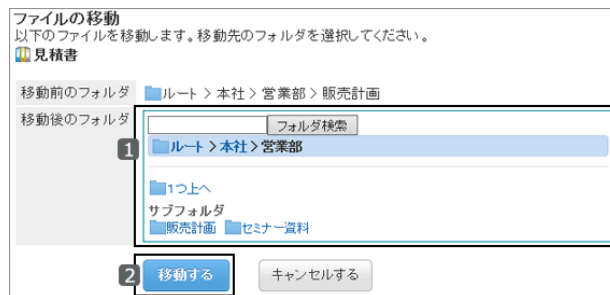 ファイルの移動
以下のファイルを移動します。移動先のフォルダを選択してください。
見積書
移動前のフォルダ ルート > 本社 > 営業部 > 販売計画
移動後のフォルダ
フォルダ検索
1
ルート > 本社 > 営業部
1つ上へ
サブフォルダ
販売計画 セミナー資料
2 移動する キャンセルする